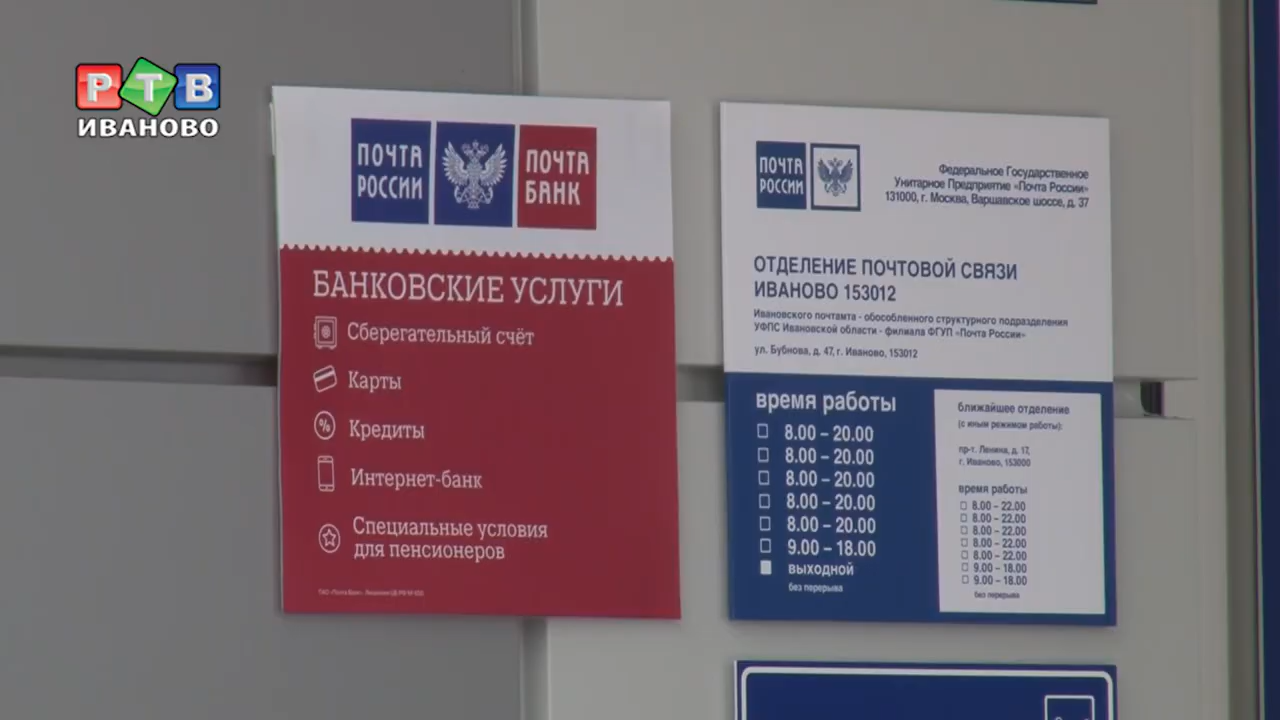 РТВ
ИВАНОВО
ПОЧТА
РОССИИ
ПОЧТА
БАНК
БАНКОВСКИЕ УСЛУГИ
Сберегательный счёт
Карты
%
Кредиты
Интернет-банк
Специальные условия
для пенсионеров
ПОЧТА
РОССИИ
Федеральное Государственное
Унитарное Предприятие «Почта России»
131000, г. Москва, Варшавское шоссе, д. 37
ОТДЕЛЕНИЕ ПОЧТОВОЙ СВЯЗИ
ИВАНОВО 153012
Ивановского почтамта - обособленного структурного подразделения
УФПС Ивановской области - филиала ФГУП «Почта России»
ул. Бубнова, д. 47, г. Иваново, 153012
время работы
8.00 – 20.00
8.00 – 20.00
8.00 – 20.00
8.00 – 20.00
8.00 – 20.00
9.00 – 18.00
выходной
без перерыва
ближайшее отделение
(с иным режимом работы):
пр-т. Ленина, д. 17,
г. Иваново, 153000
время работы
8.00 – 22.00
8.00 – 22.00
8.00 – 22.00
8.00 – 22.00
8.00 – 22.00
9.00 – 18.00
9.00 – 18.00
без перерыва